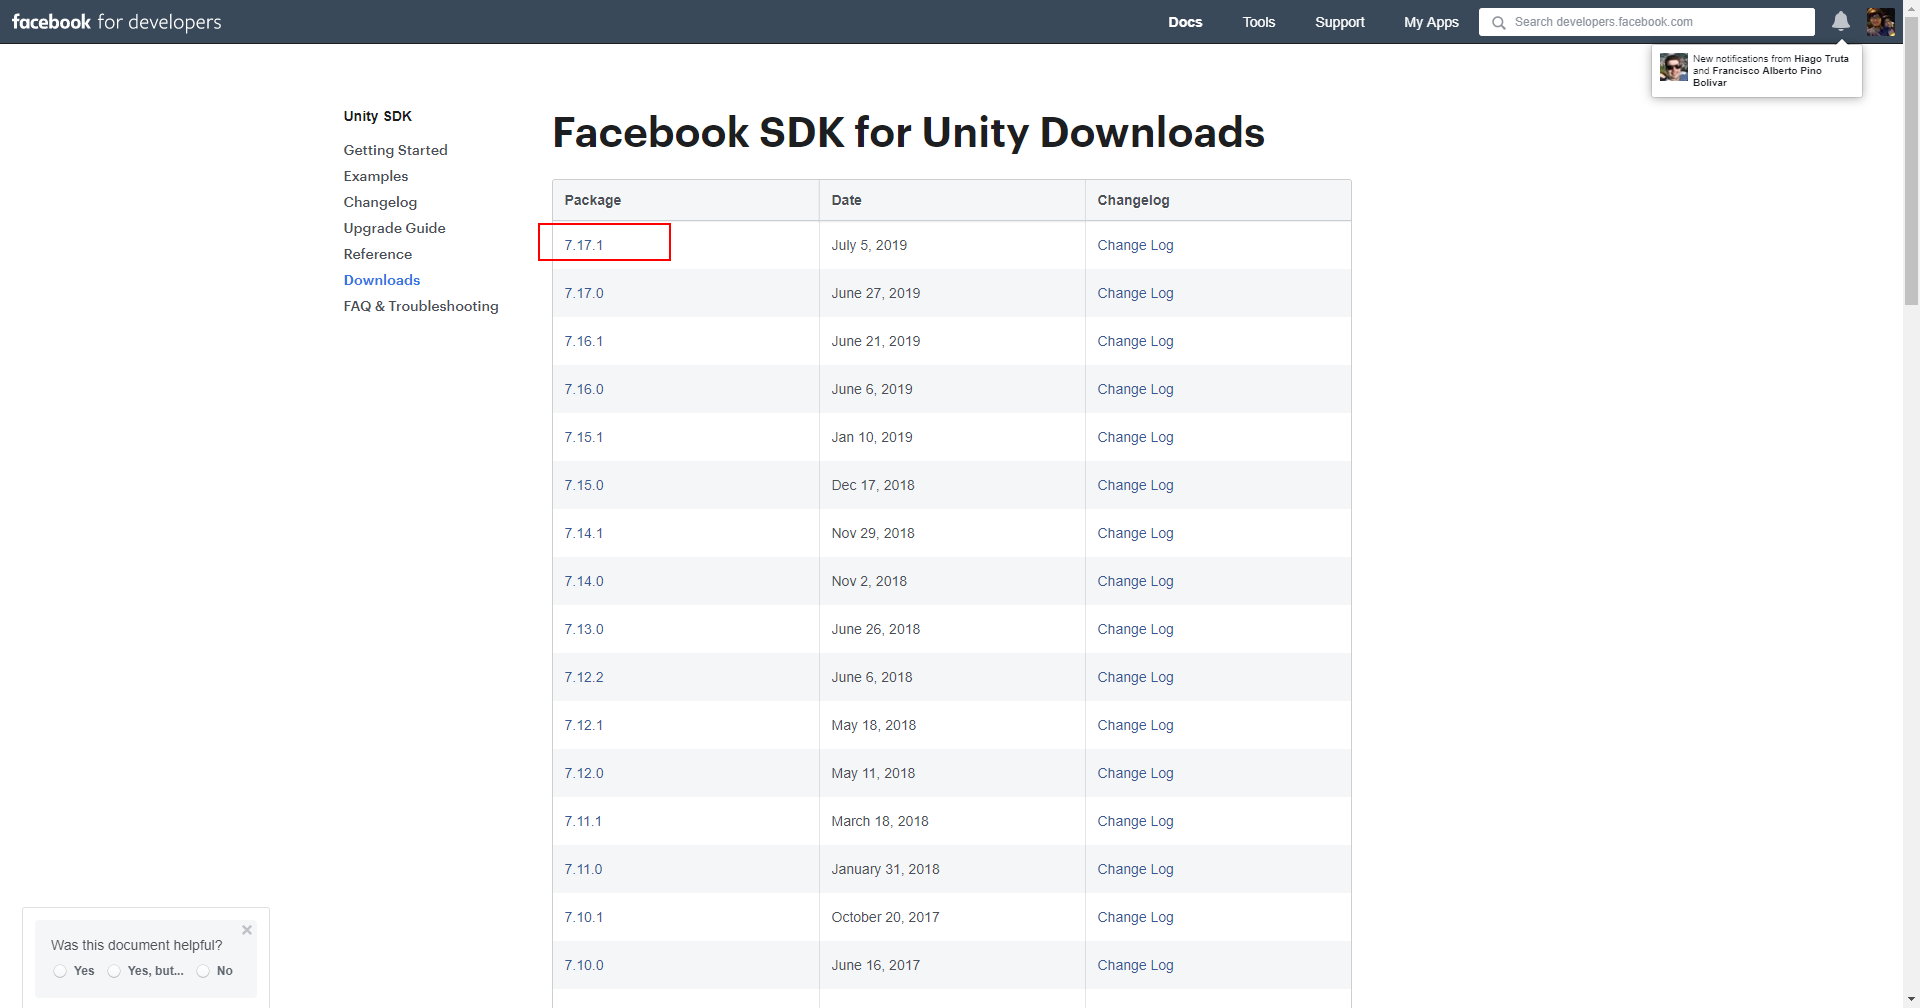 facebook for developers
Docs
Tools
Support
My Apps
Search developers.facebook.com
New notifications from Hiago Truta
and Francisco Alberto Pino
Bolivar
Unity SDK
Getting Started
Examples
Changelog
Upgrade Guide
Reference
Downloads
FAQ & Troubleshooting
Facebook SDK for Unity Downloads
Package Date Changelog
7.17.1 July 5, 2019 Change Log
7.17.0 June 27, 2019 Change Log
7.16.1 June 21, 2019 Change Log
7.16.0 June 6, 2019 Change Log
7.15.1 Jan 10, 2019 Change Log
7.15.0 Dec 17, 2018 Change Log
7.14.1 Nov 29, 2018 Change Log
7.14.0 Nov 2, 2018 Change Log
7.13.0 June 26, 2018 Change Log
7.12.2 June 6, 2018 Change Log
7.12.1 May 18, 2018 Change Log
7.12.0 May 11, 2018 Change Log
7.11.1 March 18, 2018 Change Log
7.11.0 January 31, 2018 Change Log
7.10.1 October 20, 2017 Change Log
7.10.0 June 16, 2017 Change Log
Was this document helpful?
Yes Yes, but... No